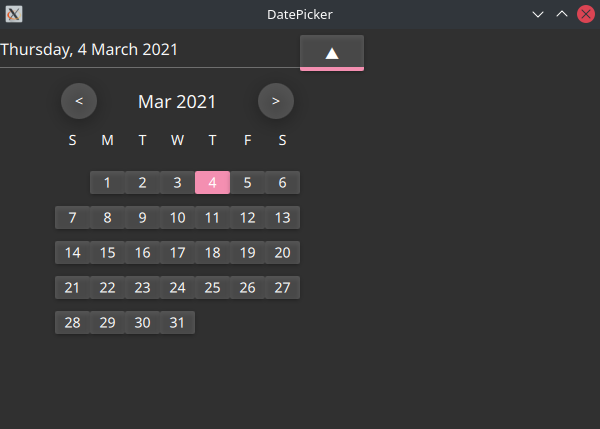 DatePicker
Thursday, 4 March 2021 ▲
< Mar 2021 >
S M T W T F S
1 2 3 4 5 6
7 8 9 10 11 12 13
14 15 16 17 18 19 20
21 22 23 24 25 26 27
28 29 30 31